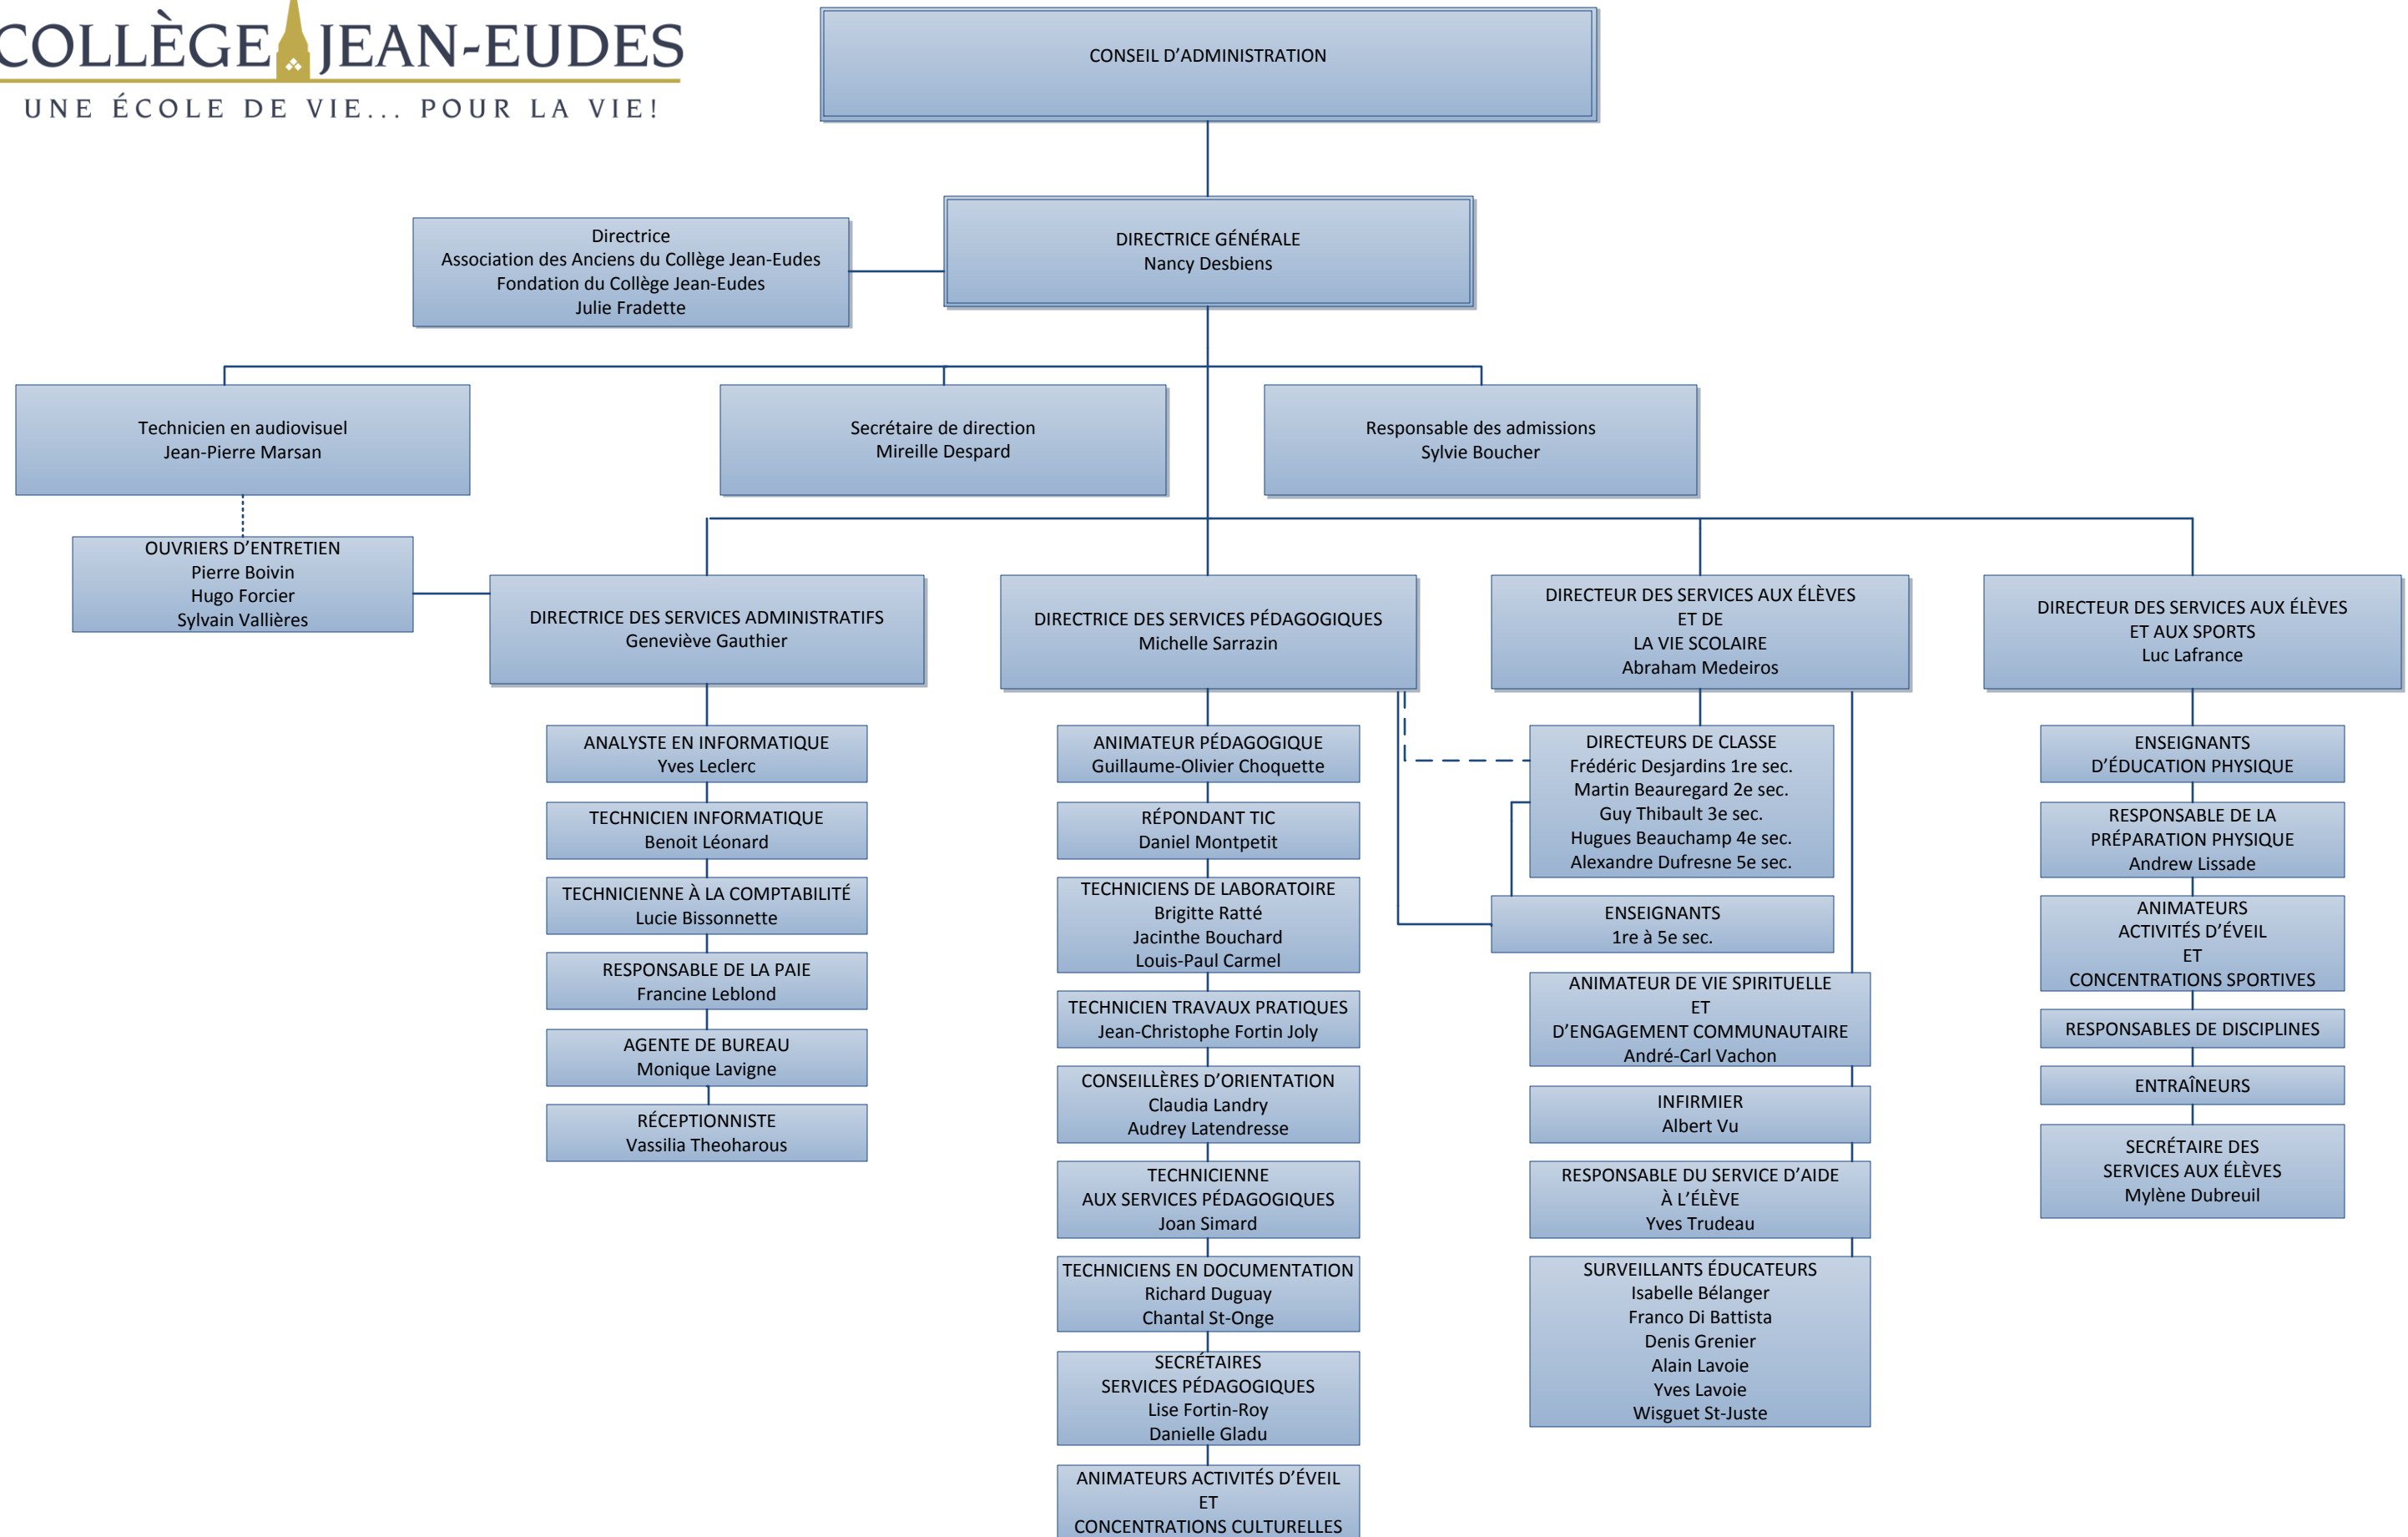 COLLÈGE JEAN-EUDES
UNE ÉCOLE DE VIE... POUR LA VIE!
CONSEIL D’ADMINISTRATION
Directrice
Association des Anciens du Collège Jean-Eudes
Fondation du Collège Jean-Eudes
Julie Fradette
DIRECTRICE GÉNÉRALE
Nancy Desbiens
Technicien en audiovisuel
Jean-Pierre Marsan
Secrétaire de direction
Mireille Despard
Responsable des admissions
Sylvie Boucher
OUVRIERS D’ENTRETIEN
Pierre Boivin
Hugo Forcier
Sylvain Vallières
DIRECTRICE DES SERVICES ADMINISTRATIFS
Geneviève Gauthier
DIRECTRICE DES SERVICES PÉDAGOGIQUES
Michelle Sarrazin
DIRECTEUR DES SERVICES AUX ÉLÈVES
ET DE
LA VIE SCOLAIRE
Abraham Medeiros
DIRECTEUR DES SERVICES AUX ÉLÈVES
ET AUX SPORTS
Luc Lafrance
ANALYSTE EN INFORMATIQUE
Yves Leclerc
TECHNICIEN INFORMATIQUE
Benoit Léonard
TECHNICIENNE À LA COMPTABILITÉ
Lucie Bissonnette
RESPONSABLE DE LA PAIE
Francine Leblond
AGENTE DE BUREAU
Monique Lavigne
RÉCEPTIONNISTE
Vassilia Theoharous
ANIMATEUR PÉDAGOGIQUE
Guillaume-Olivier Choquette
RÉPONDANT TIC
Daniel Montpetit
TECHNICIENS DE LABORATOIRE
Brigitte Ratté
Jacinthe Bouchard
Louis-Paul Carmel
TECHNICIEN TRAVAUX PRATIQUES
Jean-Christophe Fortin Joly
CONSEILLÈRES D’ORIENTATION
Claudia Landry
Audrey Latendresse
TECHNICIENNE
AUX SERVICES PÉDAGOGIQUES
Joan Simard
TECHNICIENS EN DOCUMENTATION
Richard Duguay
Chantal St-Onge
SECRÉTAIRES
SERVICES PÉDAGOGIQUES
Lise Fortin-Roy
Danielle Gladu
ANIMATEURS ACTIVITÉS D’ÉVEIL
ET
CONCENTRATIONS CULTURELLES
DIRECTEURS DE CLASSE
Frédéric Desjardins 1re sec.
Martin Beauregard 2e sec.
Guy Thibault 3e sec.
Hugues Beauchamp 4e sec.
Alexandre Dufresne 5e sec.
ENSEIGNANTS
1re à 5e sec.
ANIMATEUR DE VIE SPIRITUELLE
ET
D’ENGAGEMENT COMMUNAUTAIRE
André-Carl Vachon
INFIRMIER
Albert Vu
RESPONSABLE DU SERVICE D’AIDE
À L’ÉLÈVE
Yves Trudeau
SURVEILLANTS ÉDUCATEURS
Isabelle Bélanger
Franco Di Battista
Denis Grenier
Alain Lavoie
Yves Lavoie
Wisguet St-Juste
ENSEIGNANTS
D’ÉDUCATION PHYSIQUE
RESPONSABLE DE LA
PRÉPARATION PHYSIQUE
Andrew Lissade
ANIMATEURS
ACTIVITÉS D’ÉVEIL
ET
CONCENTRATIONS SPORTIVES
RESPONSABLES DE DISCIPLINES
ENTRAÎNEURS
SECRÉTAIRE DES
SERVICES AUX ÉLÈVES
Mylène Dubreuil